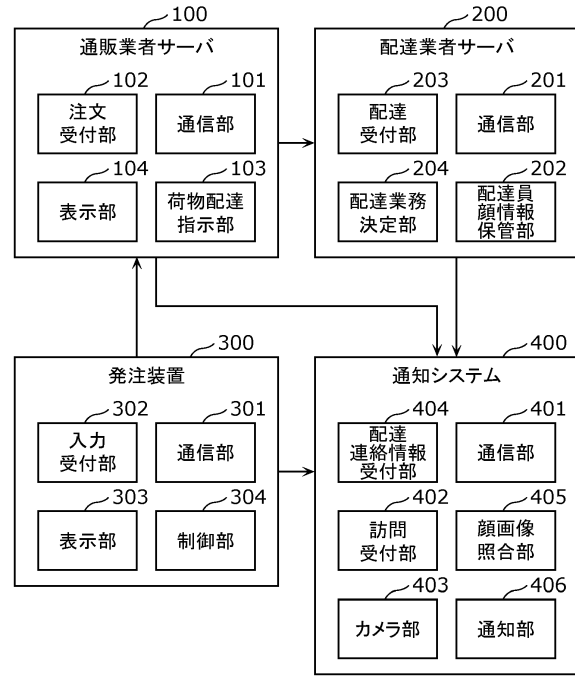 100
通販業者サーバ
102
注文
受付部
101
通信部
104
表示部
103
荷物配達
指示部
200
配達業者サーバ
203
配達
受付部
201
通信部
204
配達業務
決定部
202
配達員
顔情報
保管部
300
発注装置
302
入力
受付部
301
通信部
303
表示部
304
制御部
400
通知システム
404
配達
連絡情報
受付部
401
通信部
402
訪問
受付部
405
顔画像
照合部
403
カメラ部
406
通知部